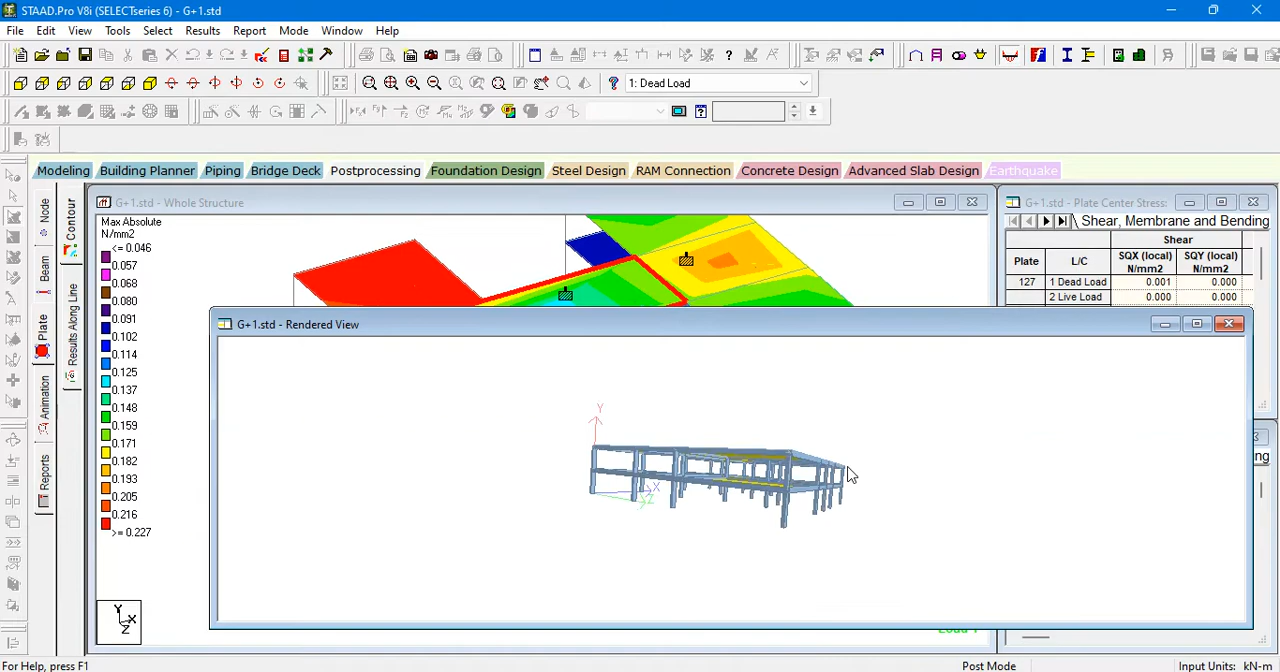 STAAD.Pro V8i (SELECTseries 6) - G+1.std
File Edit View Tools Select Results Report Mode Window Help
1: Dead Load
Modeling Building Planner Piping Bridge Deck Postprocessing Foundation Design Steel Design RAM Connection Concrete Design Advanced Slab Design Earthquake
Node
Beam
Plate
Animation
Reports
Contour
Results Along Line
G+1.std - Whole Structure
Max Absolute
N/mm2
<= 0.046
0.057
0.068
0.080
0.091
0.102
0.114
0.125
0.137
0.148
0.159
0.171
0.182
0.193
0.205
0.216
>= 0.227
Y
X
Z
G+1.std - Plate Center Stress:
Shear, Membrane and Bending
Shear
Plate L/C SQX (local) N/mm2 SQY (local) N/mm2
127 1 Dead Load 0.001 0.000
2 Live Load 0.000 0.000
G+1.std - Rendered View
Y
X
Z
For Help, press F1
Post Mode
Input Units: kN-m